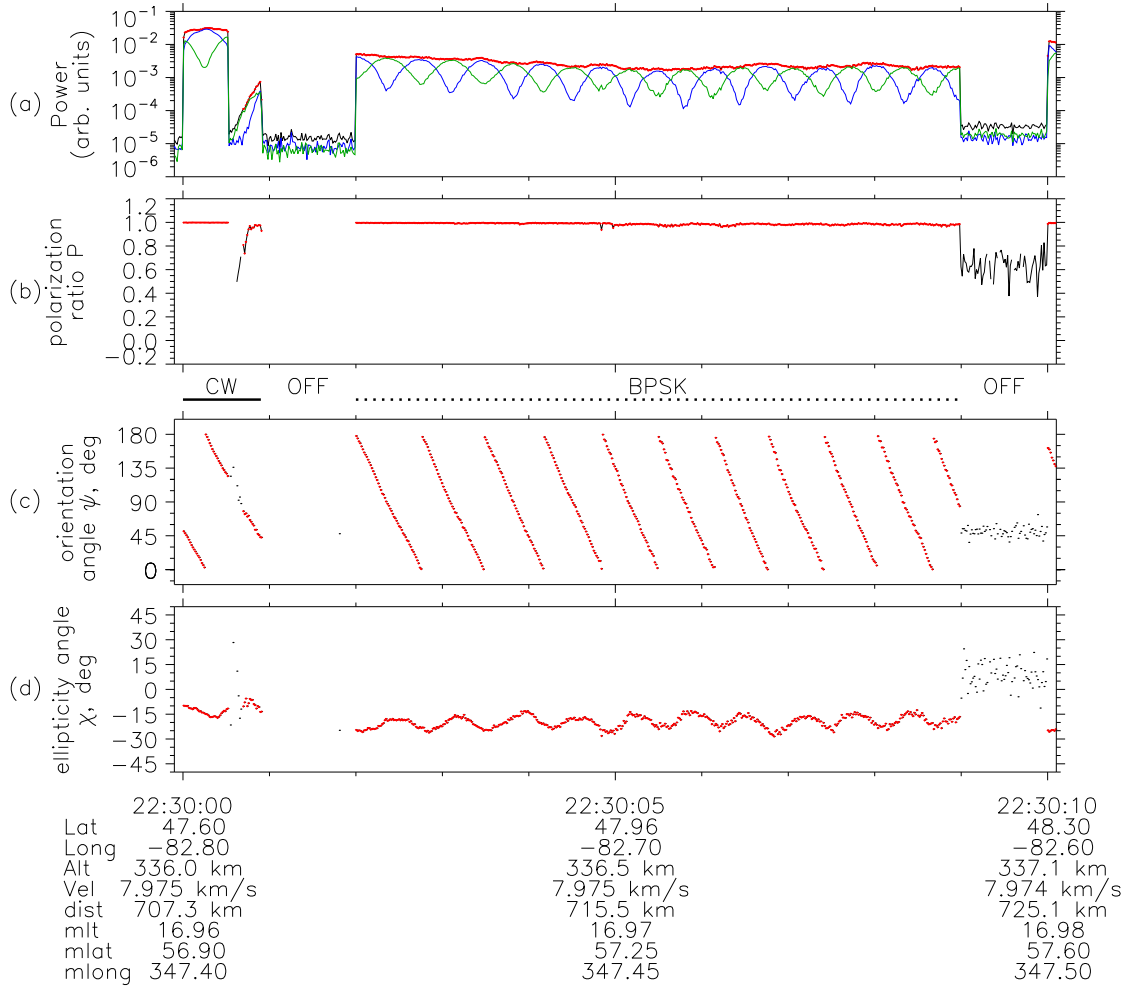 (a)
Power
(arb. units)
10⁻¹
10⁻²
10⁻³
10⁻⁴
10⁻⁵
10⁻⁶
(b)
polarization
ratio P
1.2
1.0
0.8
0.6
0.4
0.2
0.0
−0.2
CW OFF BPSK OFF
(c)
orientation
angle ψ, deg
180
135
90
45
0
(d)
ellipticity angle
χ, deg
45
30
15
0
−15
−30
−45
22:30:00 22:30:05 22:30:10
Lat 47.60 47.96 48.30
Long −82.80 −82.70 −82.60
Alt 336.0 km 336.5 km 337.1 km
Vel 7.975 km/s 7.975 km/s 7.974 km/s
dist 707.3 km 715.5 km 725.1 km
mlt 16.96 16.97 16.98
mlat 56.90 57.25 57.60
mlong 347.40 347.45 347.50